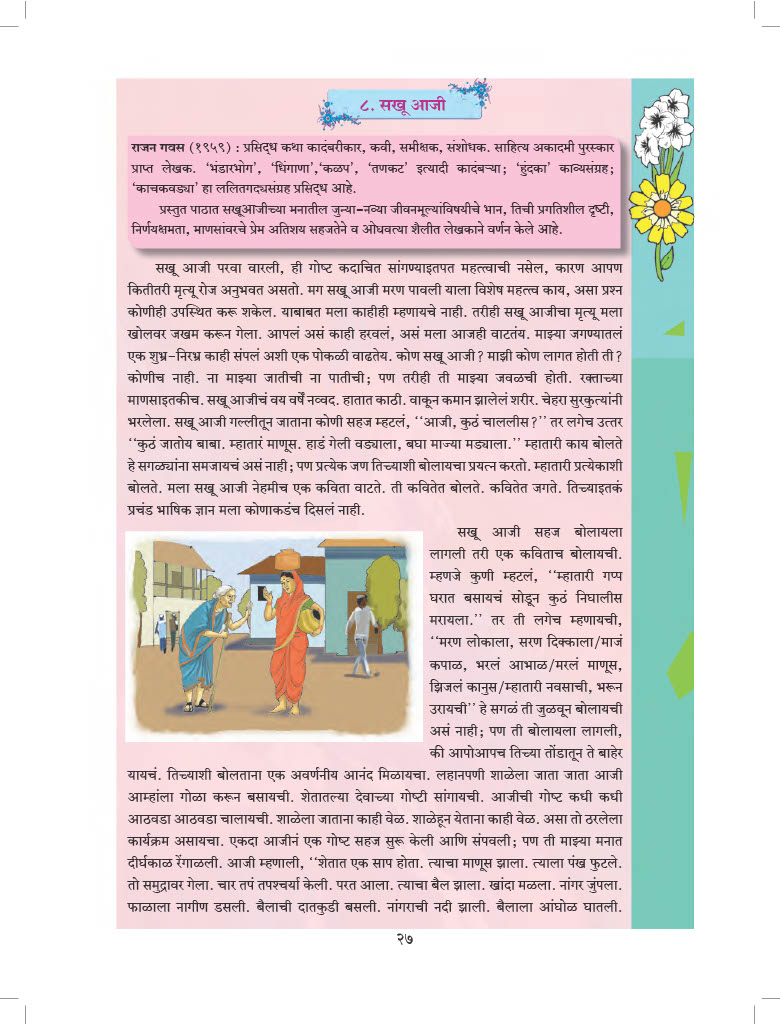 ८. सखू आजी
राजन गवस (१९५९) : प्रसिद्ध कथा कादंबरीकार, कवी, समीक्षक, संशोधक. साहित्य अकादमी पुरस्कार
प्राप्त लेखक. ‘भंडारभोग’, ‘धिंगाणा’,‘कळप’, ‘तणकट’ इत्यादी कादंबऱ्या; ‘हुंदका’ काव्यसंग्रह;
‘काचकवड्या’ हा ललितगद्यसंग्रह प्रसिद्ध आहे.
प्रस्तुत पाठात सखूआजीच्या मनातील जुन्या-नव्या जीवनमूल्यांविषयीचे भान, तिची प्रगतिशील दृष्टी,
निर्णयक्षमता, माणसांवरचे प्रेम अतिशय सहजतेने व ओघवत्या शैलीत लेखकाने वर्णन केले आहे.
सखू आजी परवा वारली, ही गोष्ट कदाचित सांगण्याइतपत महत्त्वाची नसेल, कारण आपण
कितीतरी मृत्यू रोज अनुभवत असतो. मग सखू आजी मरण पावली याला विशेष महत्त्व काय, असा प्रश्न
कोणीही उपस्थित करू शकेल. याबाबत मला काहीही म्हणायचे नाही. तरीही सखू आजीचा मृत्यू मला
खोलवर जखम करून गेला. आपलं असं काही हरवलं, असं मला आजही वाटतंय. माझ्या जगण्यातलं
एक शुभ्र-निरभ्र काही संपलं अशी एक पोकळी वाढतेय. कोण सखू आजी? माझी कोण लागत होती ती?
कोणीच नाही. ना माझ्या जातीची ना पातीची; पण तरीही ती माझ्या जवळची होती. रक्ताच्या
माणसाइतकीच. सखू आजीचं वय वर्षें नव्वद. हातात काठी. वाकून कमान झालेलं शरीर. चेहरा सुरकुत्यांनी
भरलेला. सखू आजी गल्लीतून जाताना कोणी सहज म्हटलं, ‘‘आजी, कुठं चाललीस?’’ तर लगेच उत्तर
‘‘कुठं जातोय बाबा. म्हातारं माणूस. हाडं गेली वड्याला, बघा माज्या मड्याला.’’ म्हातारी काय बोलते
हे सगळ्यांना समजायचं असं नाही; पण प्रत्येक जण तिच्याशी बोलायचा प्रयत्न करतो. म्हातारी प्रत्येकाशी
बोलते. मला सखू आजी नेहमीच एक कविता वाटते. ती कवितेत बोलते. कवितेत जगते. तिच्याइतकं
प्रचंड भाषिक ज्ञान मला कोणाकडंच दिसलं नाही.
सखू आजी सहज बोलायला
लागली तरी एक कविताच बोलायची.
म्हणजे कुणी म्हटलं, ‘‘म्हातारी गप्प
घरात बसायचं सोडून कुठं निघालीस
मरायला.’’ तर ती लगेच म्हणायची,
‘‘मरण लोकाला, सरण दिक्काला/माजं
कपाळ, भरलं आभाळ/मरलं माणूस,
झिजलं कानुस/म्हातारी नवसाची, भरून
उरायची’’ हे सगळं ती जुळवून बोलायची
असं नाही; पण ती बोलायला लागली,
की आपोआपच तिच्या तोंडातून ते बाहेर
यायचं. तिच्याशी बोलताना एक अवर्णनीय आनंद मिळायचा. लहानपणी शाळेला जाता जाता आजी
आम्हांला गोळा करून बसायची. शेतातल्या देवाच्या गोष्टी सांगायची. आजीची गोष्ट कधी कधी
आठवडा आठवडा चालायची. शाळेला जाताना काही वेळ. शाळेहून येताना काही वेळ. असा तो ठरलेला
कार्यक्रम असायचा. एकदा आजीनं एक गोष्ट सहज सुरू केली आणि संपवली; पण ती माझ्या मनात
दीर्घकाळ रेंगाळली. आजी म्हणाली, ‘‘शेतात एक साप होता. त्याचा माणूस झाला. त्याला पंख फुटले.
तो समुद्रावर गेला. चार तपं तपश्चर्या केली. परत आला. त्याचा बैल झाला. खांदा मळला. नांगर जुंपला.
फाळाला नागीण डसली. बैलाची दातकुडी बसली. नांगराची नदी झाली. बैलाला आंघोळ घातली.
२७